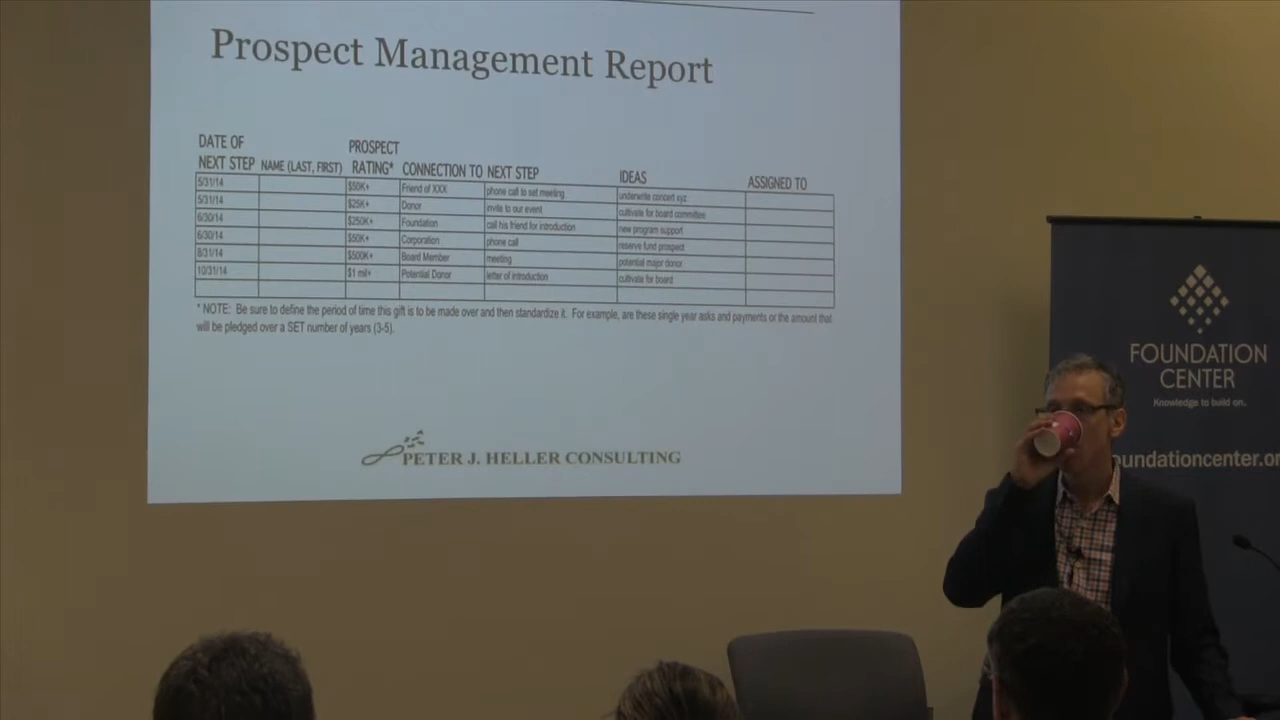 Prospect Management Report
DATE OF NEXT STEP NAME (LAST, FIRST) PROSPECT RATING* CONNECTION TO NEXT STEP IDEAS ASSIGNED TO
5/31/14 $50K+ Friend of XXX phone call to set meeting underwrite concert xyz
5/31/14 $25K+ Donor invite to our event cultivate for board committee
6/30/14 $250K+ Foundation call his friend for introduction new program support
6/30/14 $50K+ Corporation phone call reserve fund prospect
8/31/14 $500K+ Board Member meeting potential major donor
10/31/14 $1 mil+ Potential Donor letter of introduction cultivate for board
* NOTE: Be sure to define the period of time this gift is to be made over and then standardize it. For example, are these single year asks and payments or the amount that
will be pledged over a SET number of years (3-5).
PETER J. HELLER CONSULTING
FOUNDATION
CENTER
Knowledge to build on.
oundationcenter.or